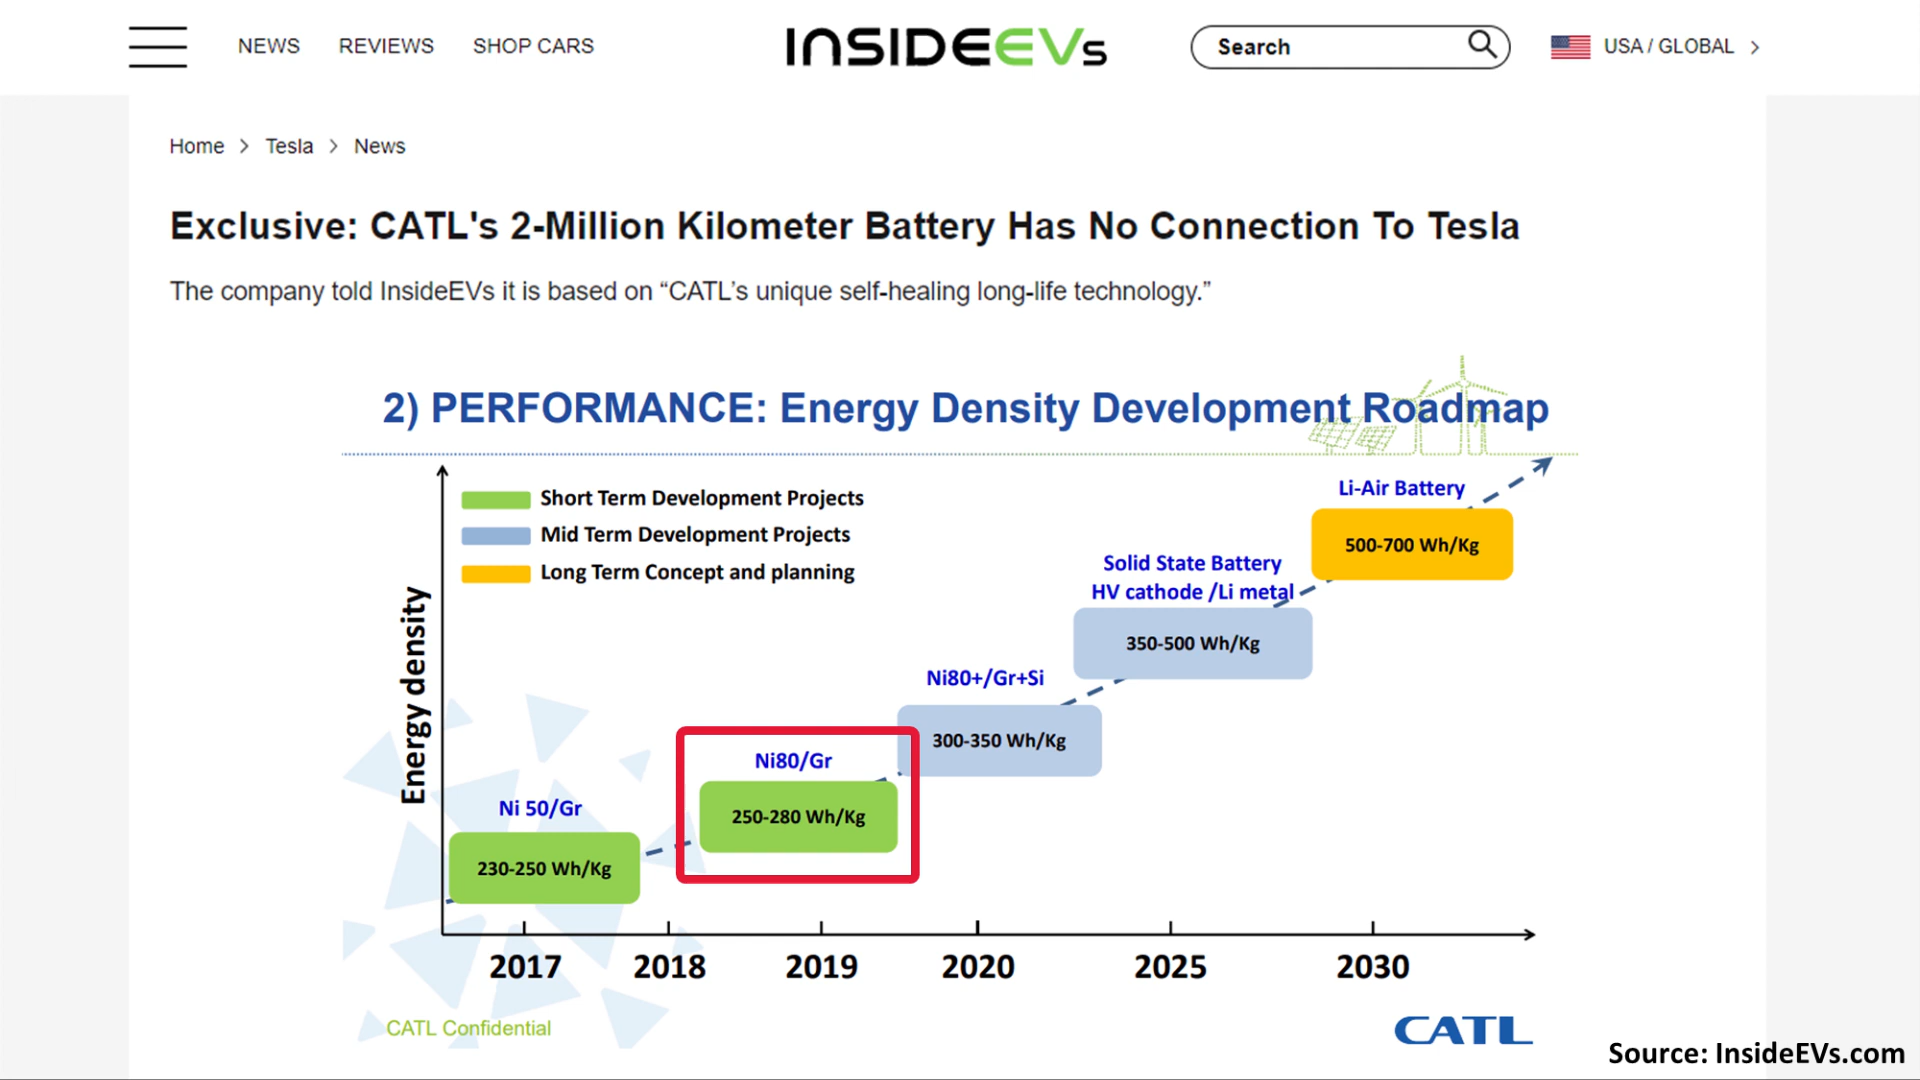 NEWS REVIEWS SHOP CARS
INSIDEEVs
Search
USA / GLOBAL
Home > Tesla > News
Exclusive: CATL's 2-Million Kilometer Battery Has No Connection To Tesla
The company told InsideEVs it is based on “CATL’s unique self-healing long-life technology.”
2) PERFORMANCE: Energy Density Development Roadmap
Short Term Development Projects
Mid Term Development Projects
Long Term Concept and planning
Energy density
Li-Air Battery
500-700 Wh/Kg
Solid State Battery
HV cathode /Li metal
350-500 Wh/Kg
Ni80+/Gr+Si
300-350 Wh/Kg
Ni80/Gr
250-280 Wh/Kg
Ni 50/Gr
230-250 Wh/Kg
2017 2018 2019 2020 2025 2030
CATL Confidential
CATL
Source: InsideEVs.com